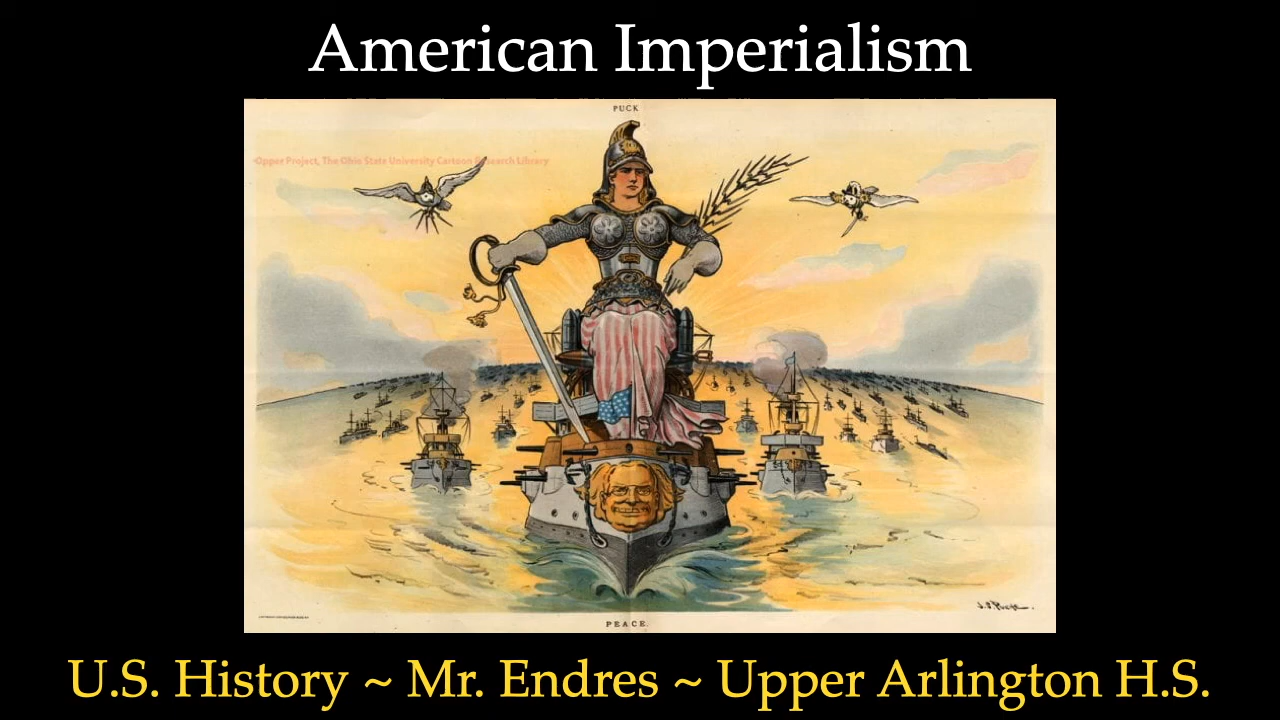 American Imperialism
PUCK
Opper Project, The Ohio State University Cartoon Research Library
PEACE.
U.S. History ~ Mr. Endres ~ Upper Arlington H.S.